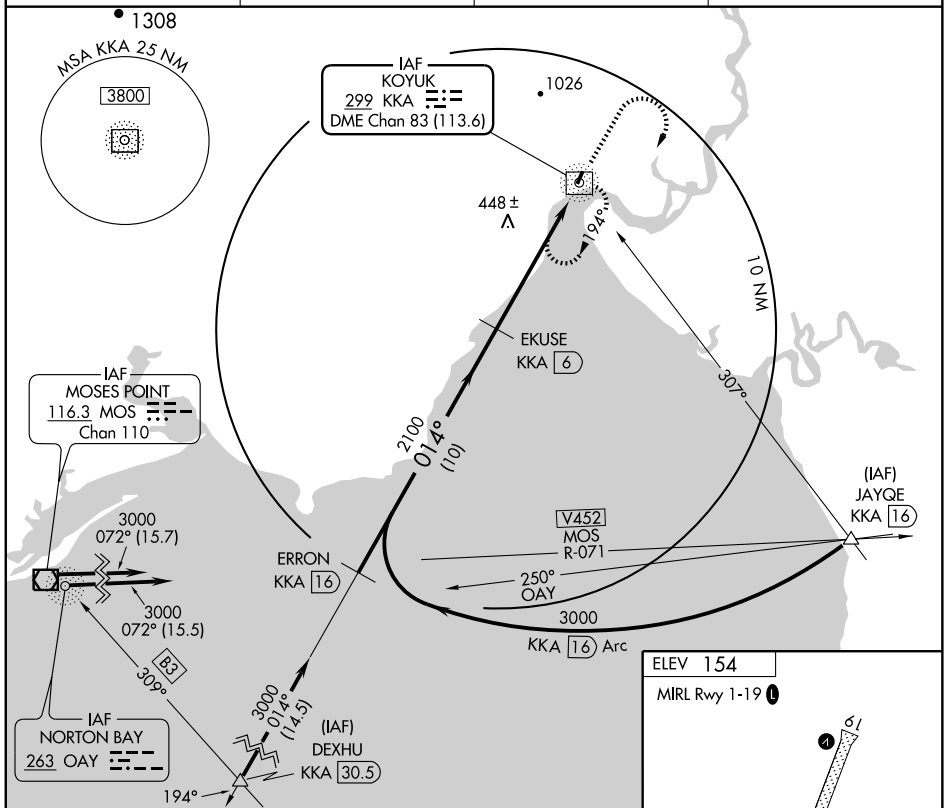 1308
MSA KKA 25 NM
3800
IAF
KOYUK
299 KKA
DME Chan 83 (113.6)
1026
448 ±
194°
10 NM
EKUSE
KKA 6
307°
IAF
MOSES POINT
116.3 MOS
Chan 110
2100
014°
(10)
(IAF)
JAYQE
KKA 16
V452
MOS
R-071
250°
OAY
3000
072° (15.7)
ERRON
KKA 16
3000
072° (15.5)
3000
KKA 16 Arc
B3
309°
3000
014°
(14.5)
(IAF)
DEXHU
KKA 30.5
IAF
NORTON BAY
263 OAY
194°
ELEV 154
MIRL Rwy 1-19 L
19
V